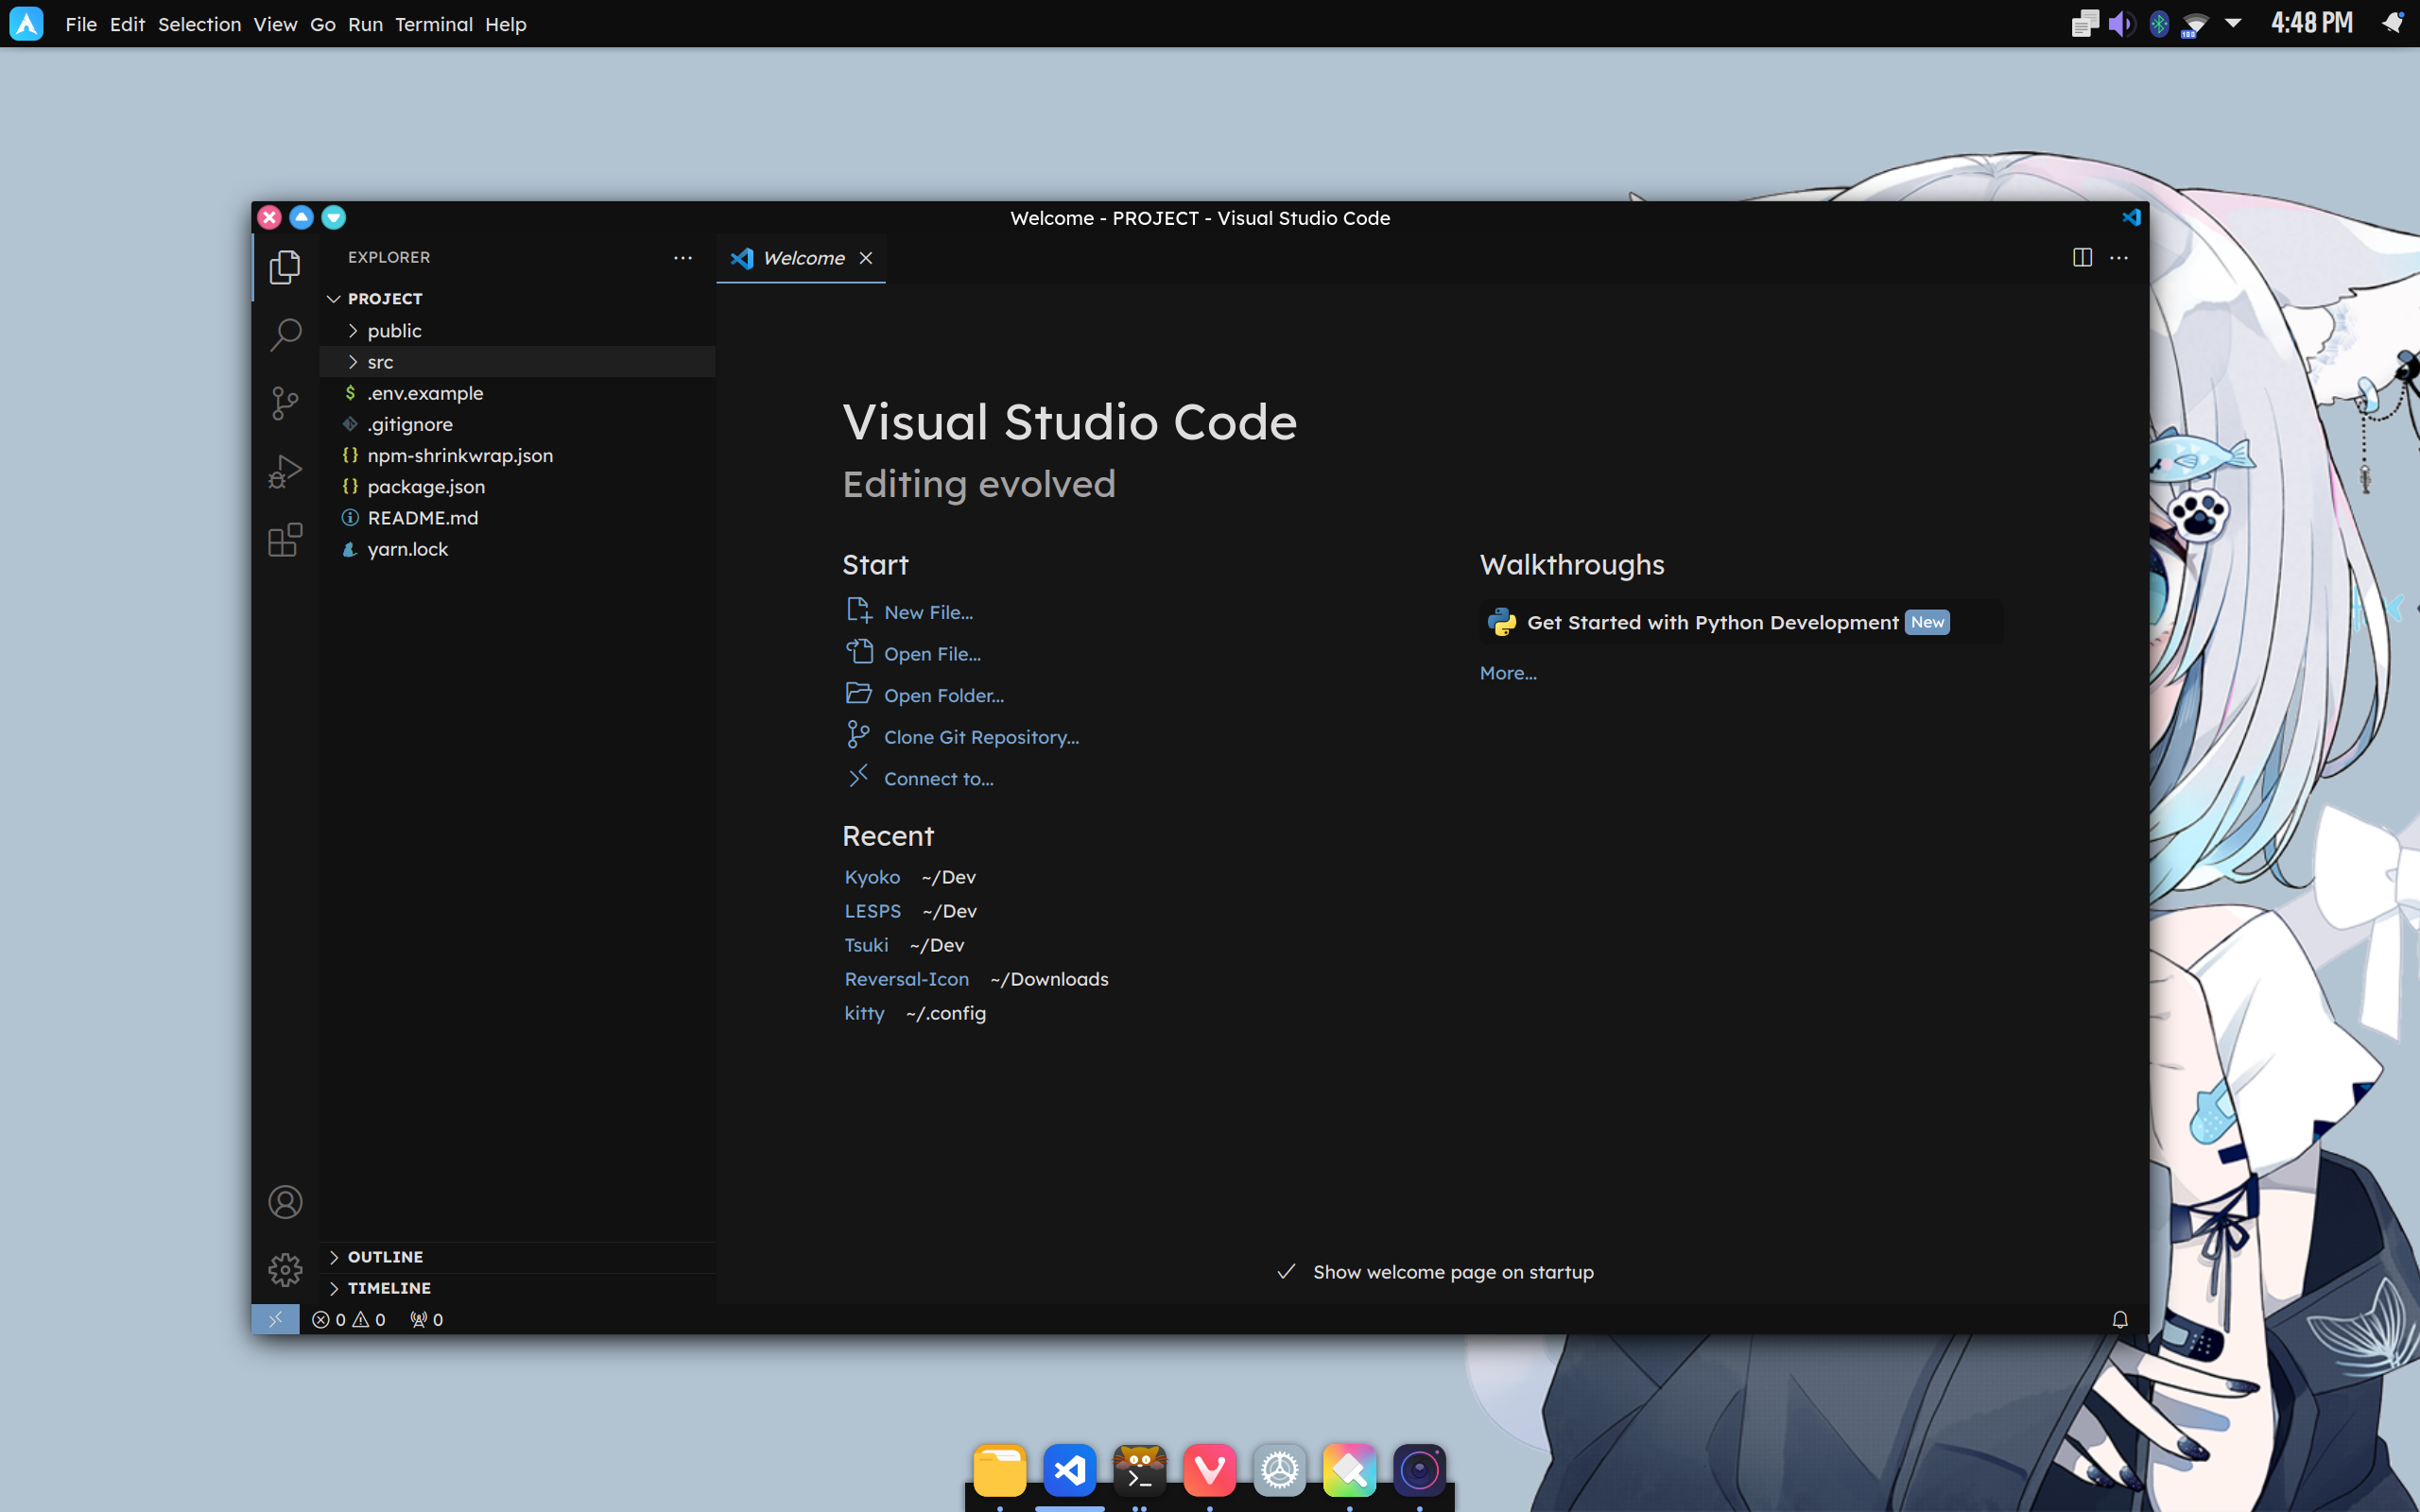 File Edit Selection View Go Run Terminal Help
4:48 PM
Welcome - PROJECT - Visual Studio Code
EXPLORER
PROJECT
public
src
.env.example
.gitignore
npm-shrinkwrap.json
package.json
README.md
yarn.lock
OUTLINE
TIMELINE
Welcome
Visual Studio Code
Editing evolved
Start
New File...
Open File...
Open Folder...
Clone Git Repository...
Connect to...
Recent
Kyoko ~/Dev
LESPS ~/Dev
Tsuki ~/Dev
Reversal-Icon ~/Downloads
kitty ~/.config
Walkthroughs
Get Started with Python Development New
More...
Show welcome page on startup
0 0 0